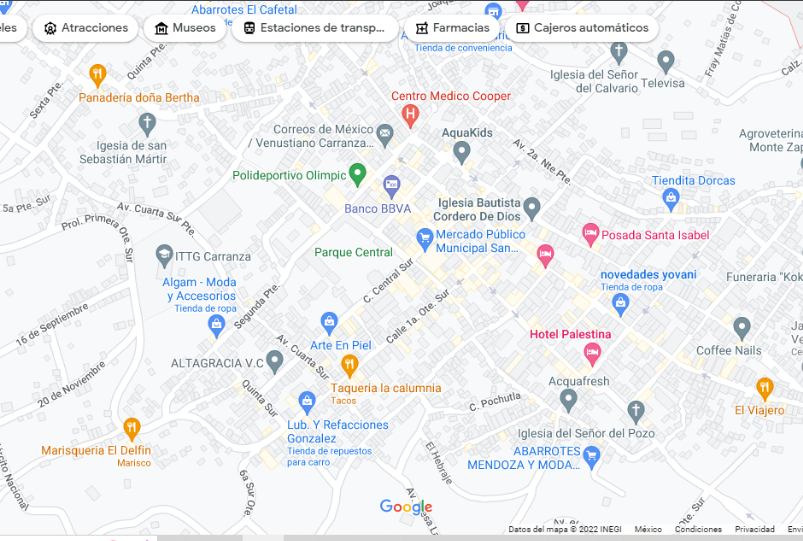 Abarrotes El Cafetal
Atracciones
Museos
Estaciones de transp...
Farmacias
Cajeros automáticos
Tienda de conveniencia
Quinta Pte.
Sexta Pte.
Fray Matías de
Calz
Iglesia del Señor
del Calvario
Televisa
Panadería doña Bertha
Centro Medico Cooper
Correos de México
/ Venustiano Carranza...
AquaKids
Av. 2a. Nte. Pte.
Agroveterina
Monte Zap
Igesia de san
Sebastián Mártir
Polideportivo Olimpic
Banco BBVA
Tiendita Dorcas
5a Pte. Sur
Av. Cuarta Sur Pte.
Prol. Primera Ote. Sur
Iglesia Bautista
Cordero De Dios
Mercado Público
Municipal San...
Posada Santa Isabel
ITTG Carranza
Parque Central
C. Central Sur
Algam - Moda
y Accesorios
Tienda de ropa
Segunda Pte.
novedades yovani
Tienda de ropa
Funeraria "Kok
16 de Septiembre
Calle 1a. Ote. Sur
Arte En Piel
Av. Cuarta Sur
Hotel Palestina
Coffee Nails
ALTAGRACIA V.C
Taqueria la calumnia
Tacos
Acquafresh
20 de Noviembre
Quinta Sur
C. Pochutla
El Viajero
Lub. Y Refacciones
Gonzalez
Tienda de repuestos
para carro
Iglesia del Señor del Pozo
Marisqueria El Delfin
Marisco
El Hebraje
ABARROTES
MENDOZA Y MODA...
6a Sur Ote.
Google
Datos del mapa © 2022 INEGI
México
Condiciones
Privacidad
Envi